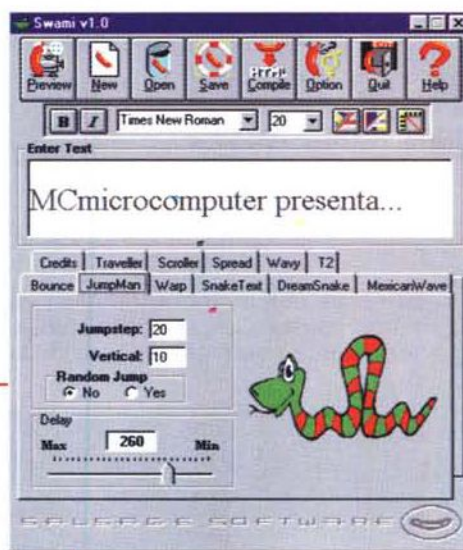 Swami v1.0
Preview New Open Save Compile Option Quit Help
B I Times New Roman 20
Enter Text
MCmicrocomputer presenta...
Credits Traveller Scroller Spread Wavy T2
Bounce JumpMan Warp SnakeText DreamSnake MexicanWave
Jumpstep: 20
Vertical: 10
Random Jump
No Yes
Delay
Max 260 Min
SAUSAGE SOFTWARE